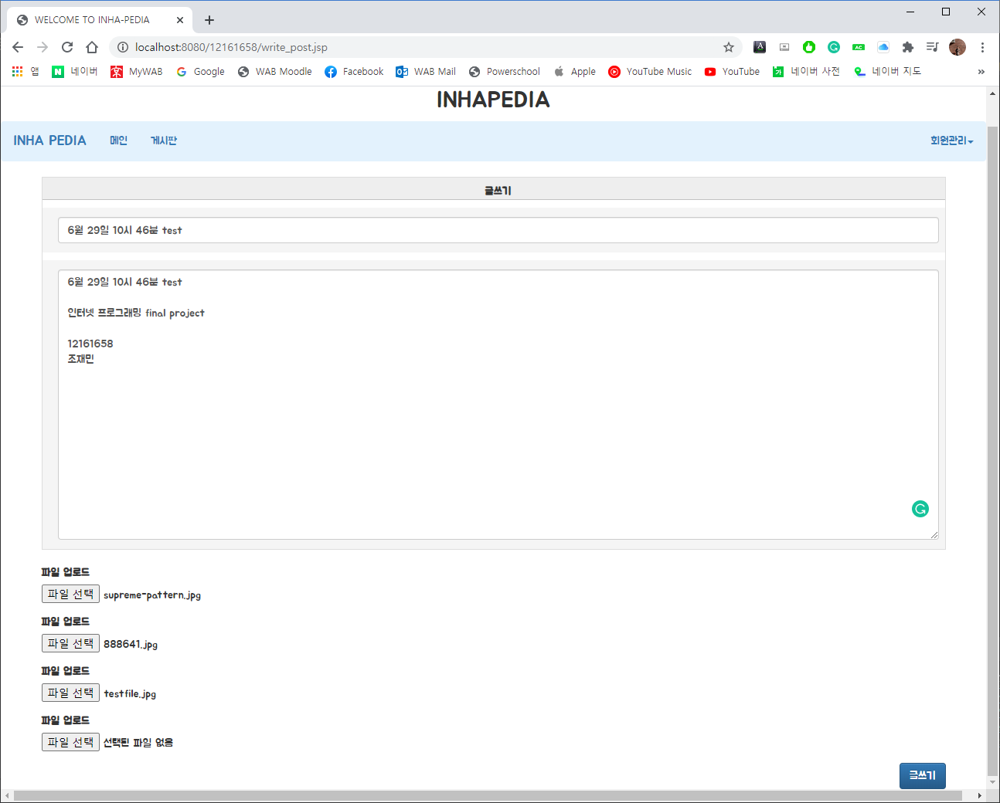 WELCOME TO INHA-PEDIA
localhost:8080/12161658/write_post.jsp
앱 네이버 MyWAB Google WAB Moodle Facebook WAB Mail Powerschool Apple YouTube Music YouTube 네이버 사전 네이버 지도 »
INHAPEDIA
INHA PEDIA 메인 게시판 회원관리
글쓰기
6월 29일 10시 46분 test
6월 29일 10시 46분 test
인터넷 프로그래밍 final project
12161658
조재민
파일 업로드
파일 선택 supreme-pattern.jpg
파일 업로드
파일 선택 888641.jpg
파일 업로드
파일 선택 testfile.jpg
파일 업로드
파일 선택 선택된 파일 없음
글쓰기